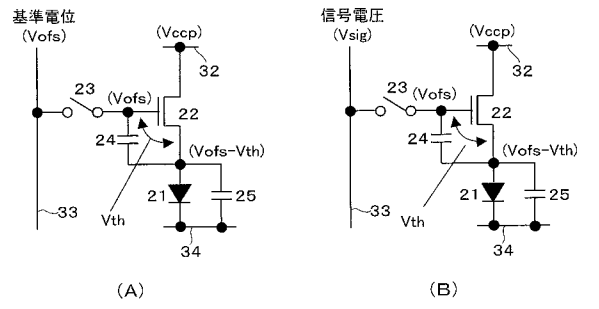 基準電位
(Vofs)
(Vccp)
32
23
(Vofs)
22
24
(Vofs-Vth)
21
25
33
Vth
34
(A)
信号電圧
(Vsig)
(Vccp)
32
23
(Vofs)
22
24
(Vofs-Vth)
21
25
33
Vth
34
(B)